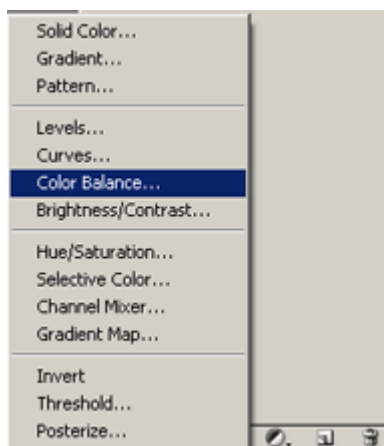 Solid Color...
Gradient...
Pattern...
Levels...
Curves...
Color Balance...
Brightness/Contrast...
Hue/Saturation...
Selective Color...
Channel Mixer...
Gradient Map...
Invert
Threshold...
Posterize...